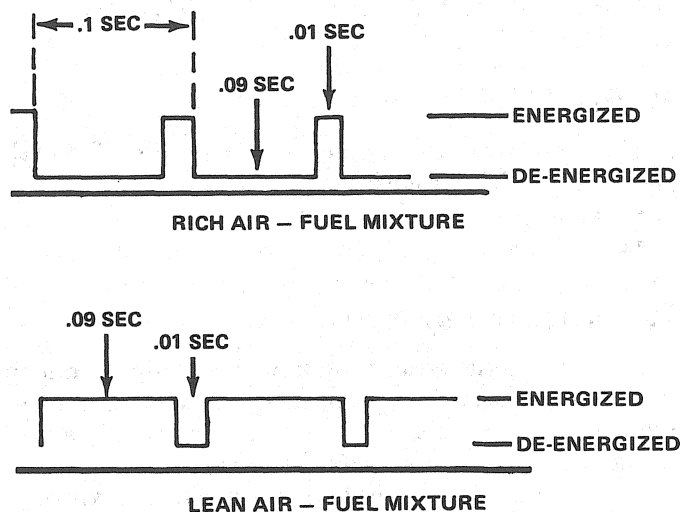 .1 SEC
.01 SEC
.09 SEC
ENERGIZED
DE-ENERGIZED
RICH AIR — FUEL MIXTURE
.09 SEC
.01 SEC
ENERGIZED
DE-ENERGIZED
LEAN AIR — FUEL MIXTURE